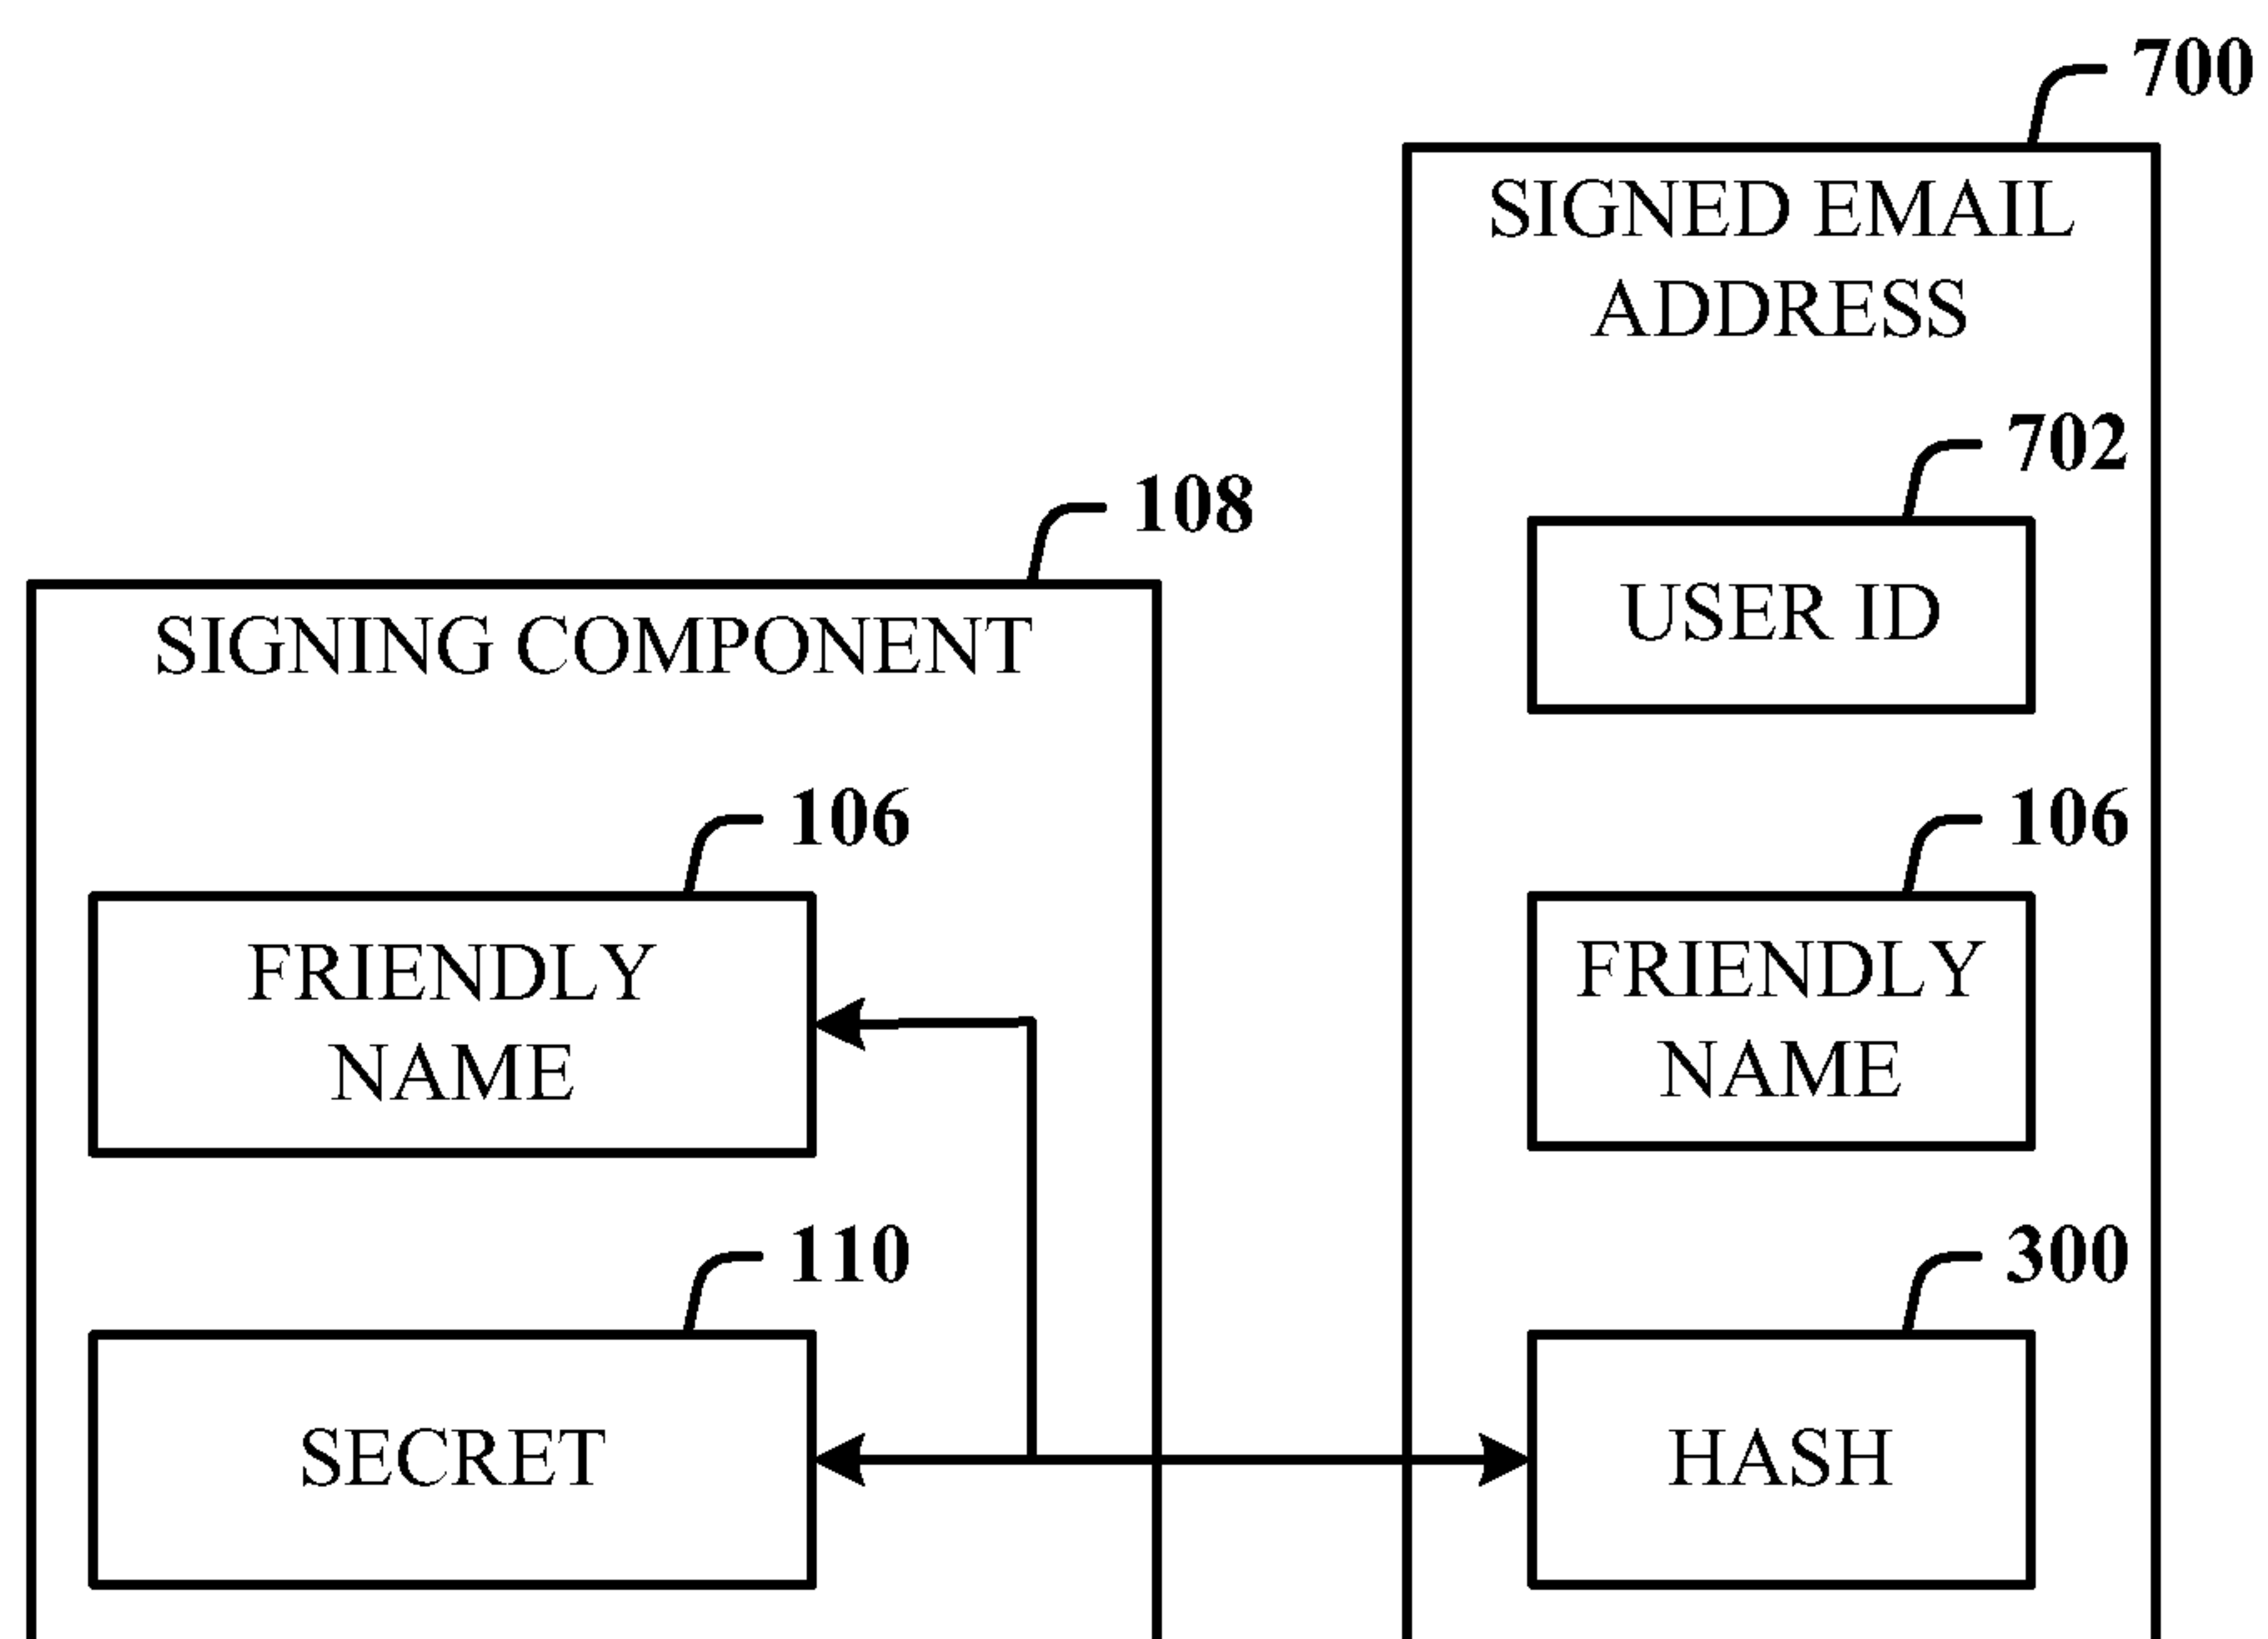 700
SIGNED EMAIL
ADDRESS
702
USER ID
108
SIGNING COMPONENT
106
FRIENDLY
NAME
106
FRIENDLY
NAME
110
SECRET
300
HASH